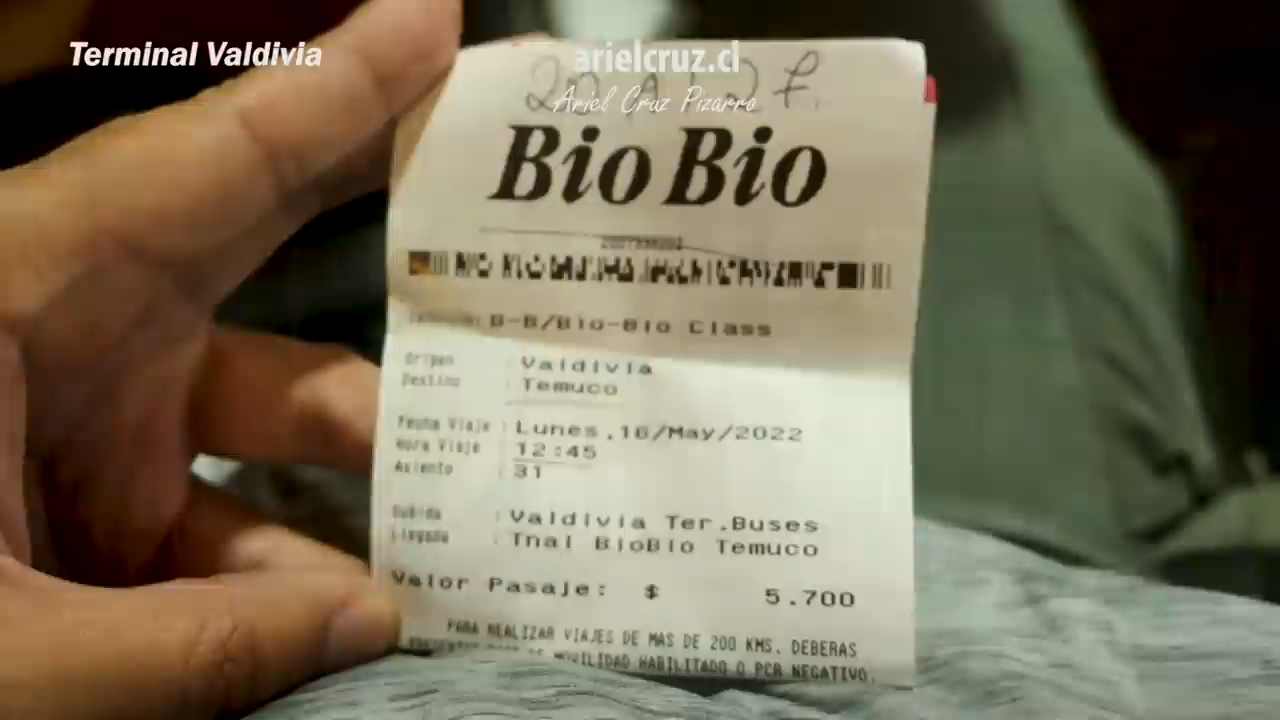 Terminal Valdivia
arielcruz.cl
Ariel Cruz Pizarro
Bio Bio
B-B/Bio-Bio Class
Origen : Valdivia
Destino : Temuco
Fecha Viaje : Lunes,16/May/2022
Hora Viaje : 12:45
Asiento : 31
Subida : Valdivia Ter.Buses
Llegada : Tnal BioBio Temuco
Valor Pasaje: $ 5.700
PARA REALIZAR VIAJES DE MAS DE 200 KMS. DEBERAS
MOVILIDAD HABILITADO O PCR NEGATIVO.